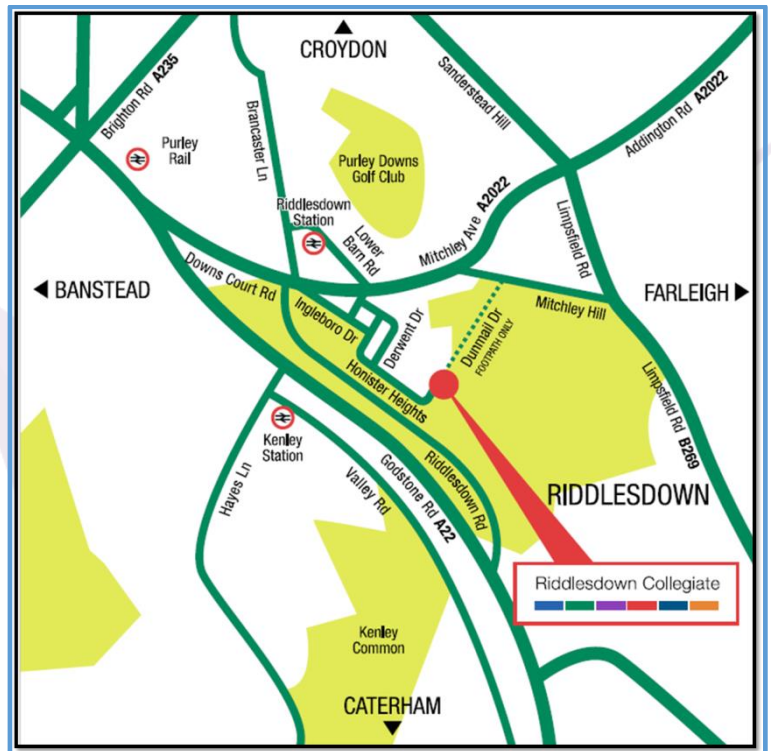 CROYDON
Brighton Rd A235
Sanderstead Hill
Addington Rd A2022
Brancaster Ln
Purley
Rail
Purley Downs
Golf Club
Riddlesdown
Station
Lower
Barn Rd
Mitchley Ave A2022
Limpsfield Rd
BANSTEAD
Downs Court Rd
Ingleboro Dr
Derwent Dr
Dunmail Dr
FOOTPATH ONLY
Mitchley Hill
FARLEIGH
Honister Heights
Limpsfield Rd B269
Kenley
Station
Hayes Ln
Valley Rd
Godstone Rd A22
Riddlesdown Rd
RIDDLESDOWN
Riddlesdown Collegiate
Kenley
Common
CATERHAM